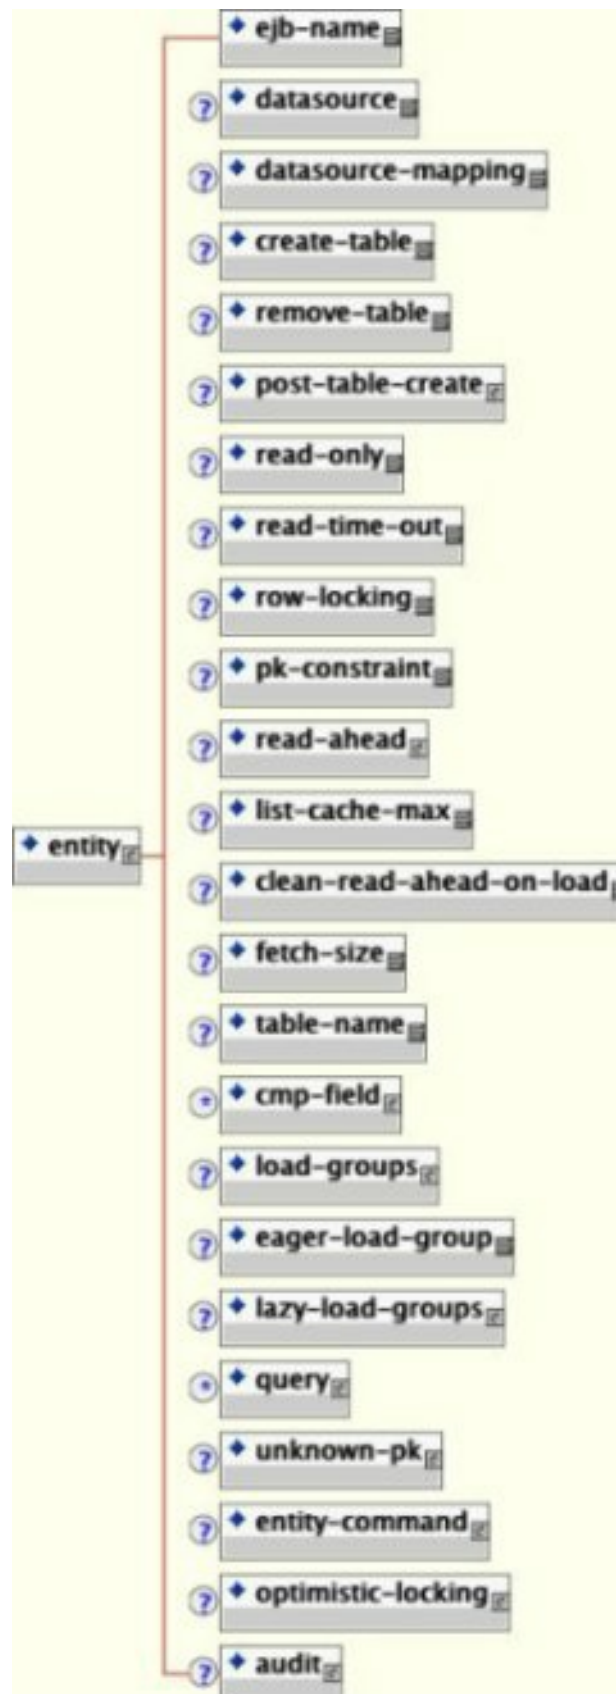 ejb-name
? datasource
? datasource-mapping
? create-table
? remove-table
? post-table-create
? read-only
? read-time-out
? row-locking
? pk-constraint
? read-ahead
? list-cache-max
entity
? clean-read-ahead-on-load
? fetch-size
? table-name
* cmp-field
? load-groups
? eager-load-group
? lazy-load-groups
* query
? unknown-pk
? entity-command
? optimistic-locking
? audit